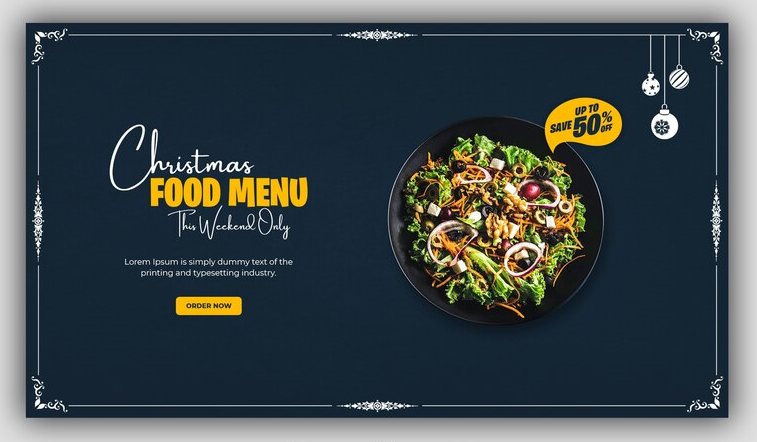 Christmas
FOOD MENU
This Weekend Only
Lorem Ipsum is simply dummy text of the
printing and typesetting industry.
ORDER NOW
UP TO
SAVE 50% OFF